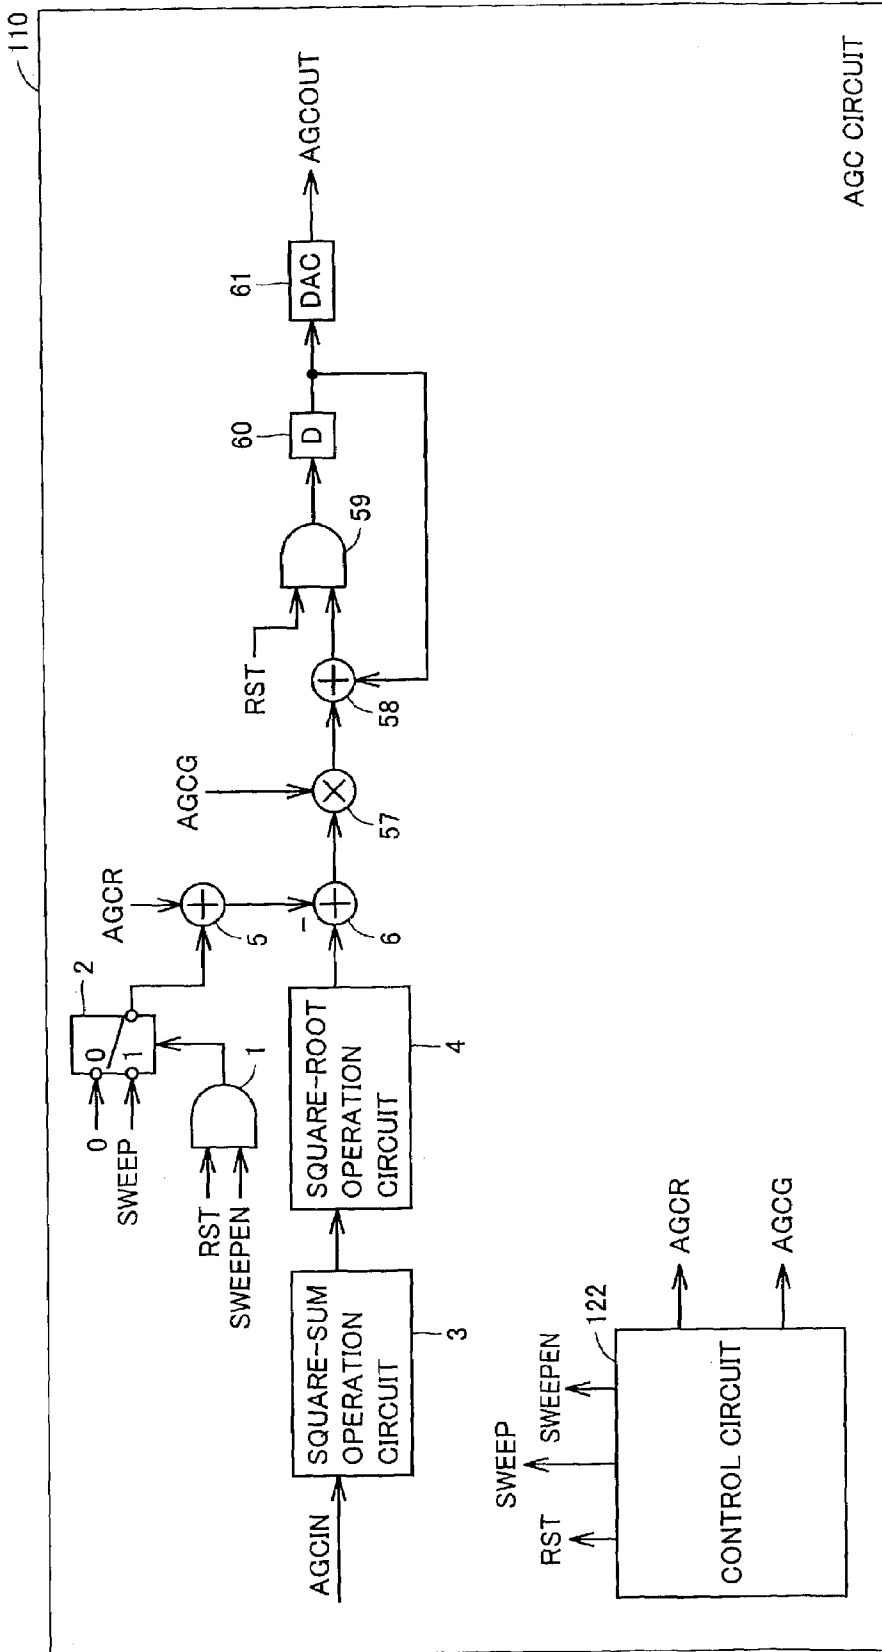 110
AGC CIRCUIT
0
SWEEP
0
1
2
RST
SWEEPEN
1
AGCR
5
AGCIN
SQUARE-SUM
OPERATION
CIRCUIT
3
SQUARE-ROOT
OPERATION
CIRCUIT
4
-
+
+
6
AGCG
×
57
+
58
RST
59
D
60
DAC
61
AGCOUT
RST
SWEEP
SWEEPEN
122
CONTROL CIRCUIT
AGCR
AGCG